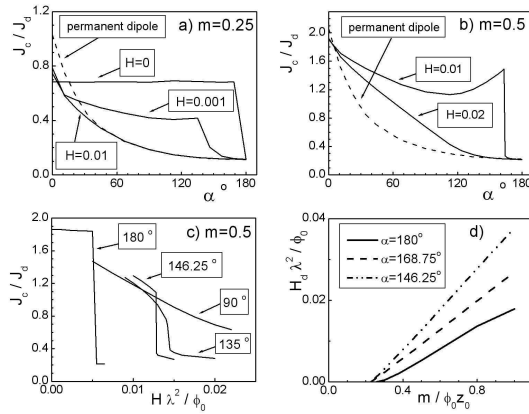 a) m=0.25
permanent dipole
H=0
H=0.001
H=0.01
J_c / J_d
1.2
0.8
0.4
0.0
0 60 120 180
α°
b) m=0.5
permanent dipole
H=0.01
H=0.02
J_c / J_d
2.0
1.6
1.2
0.8
0.4
0.0
0 60 120 180
α°
c) m=0.5
180 °
146.25 °
90 °
135 °
J_c / J_d
2.0
1.6
1.2
0.8
0.4
0.0
0.00 0.01 0.02
H λ² / ϕ₀
d)
α=180°
α=168.75°
α=146.25°
H_d λ² / ϕ₀
0.04
0.02
0.00
0.0 0.4 0.8
m / ϕ₀z₀